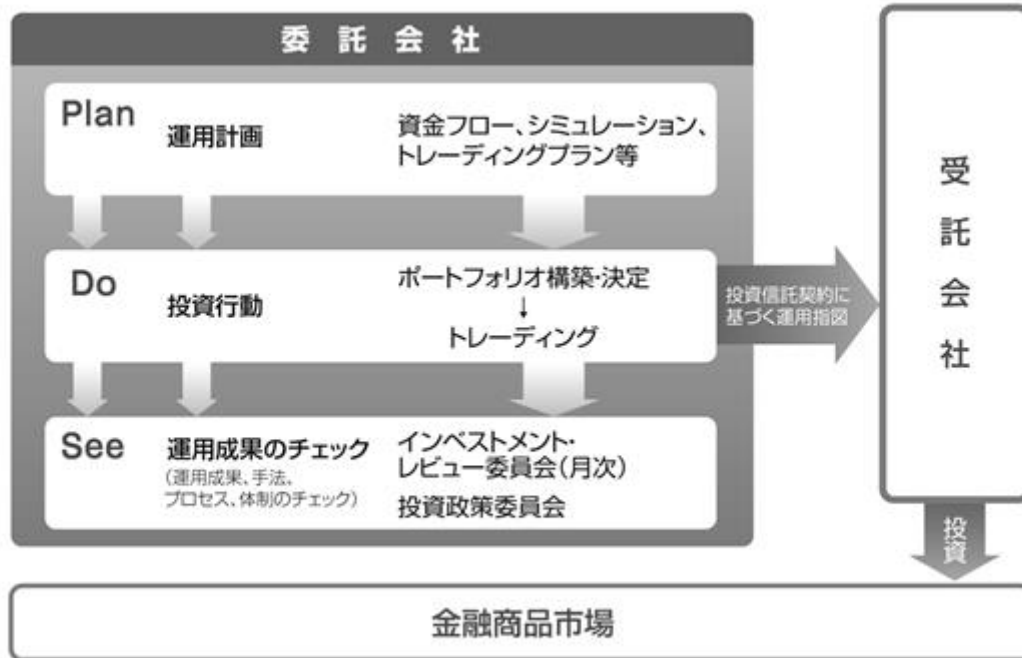 委託会社
Plan
運用計画
資金フロー、シミュレーション、
トレーディングプラン等
Do
投資行動
ポートフォリオ構築・決定
↓
トレーディング
投資信託契約に
基づく運用指図
See
運用成果のチェック
(運用成果、手法、
プロセス、体制のチェック)
インベストメント・
レビュー委員会(月次)
投資政策委員会
受託会社
投資
金融商品市場